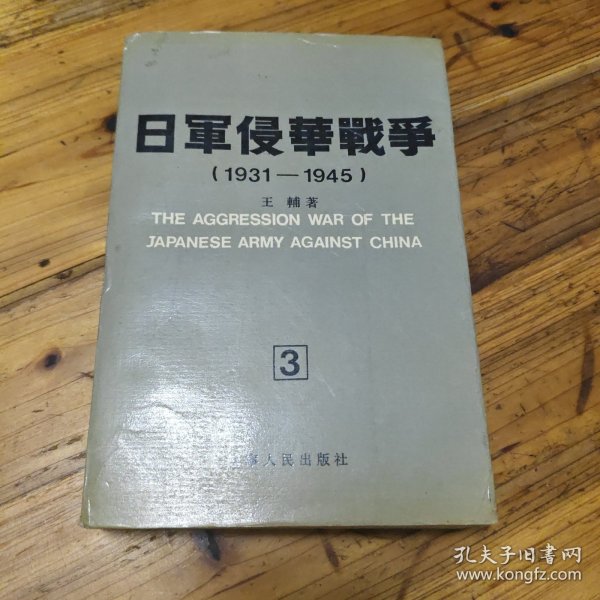 日軍侵華戰爭
（1931—1945）
王 輔 著
THE AGGRESSION WAR OF THE
JAPANESE ARMY AGAINST CHINA
3
人民出版社
孔夫子旧书网
www.kongfz.com